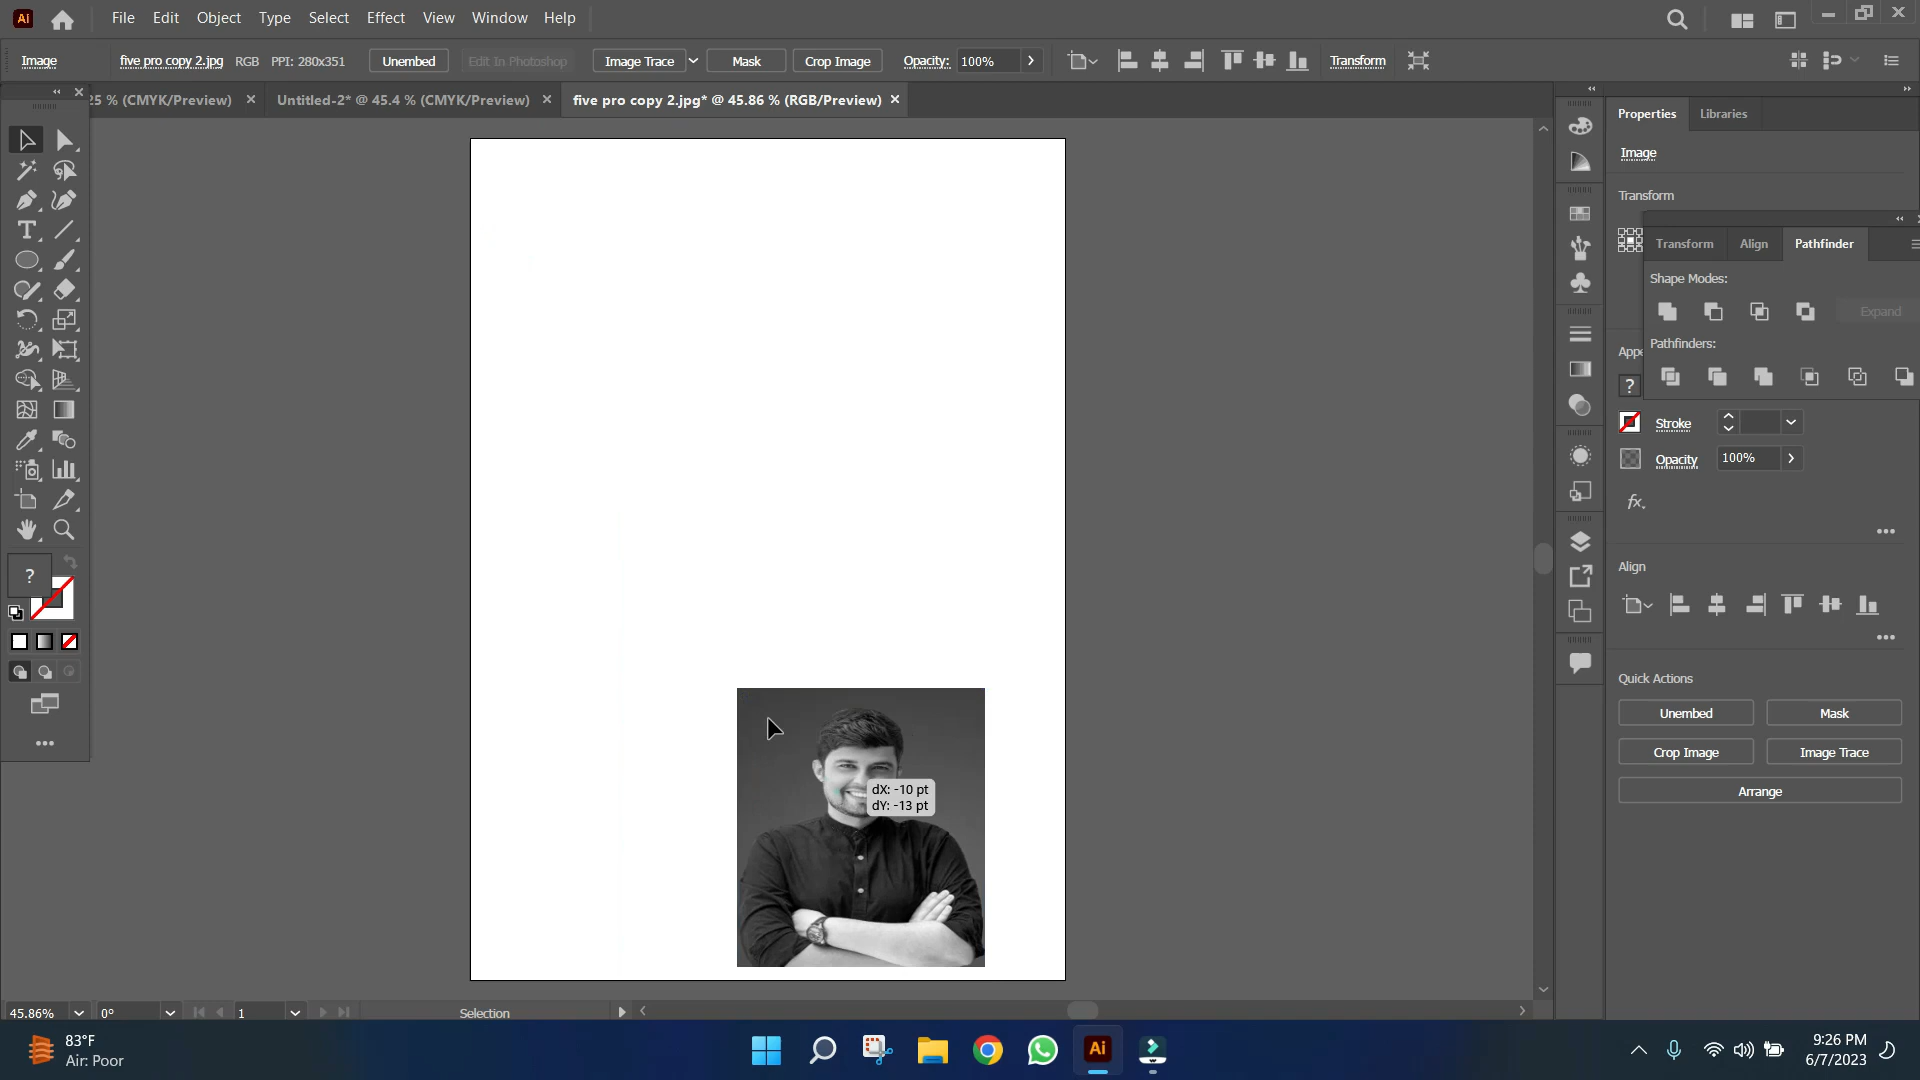 Ai File Edit Object Type Select Effect View Window Help
Image five pro copy 2.jpg RGB PPI: 280x351 Unembed Edit In Photoshop Image Trace Mask Crop Image Opacity: 100% Transform
25 % (CMYK/Preview) Untitled-2* @ 45.4 % (CMYK/Preview) five pro copy 2.jpg* @ 45.86 % (RGB/Preview)
Properties Libraries
Image
Transform
Transform Align Pathfinder
Shape Modes:
Expand
Pathfinders:
Appe
?
Stroke
Opacity 100%
fx.
Align
?
Quick Actions
Unembed Mask
Crop Image Image Trace
Arrange
dX: -10 pt
dY: -13 pt
45.86% 0° 1 Selection
83°F
Air: Poor
Ai
9:26 PM
6/7/2023